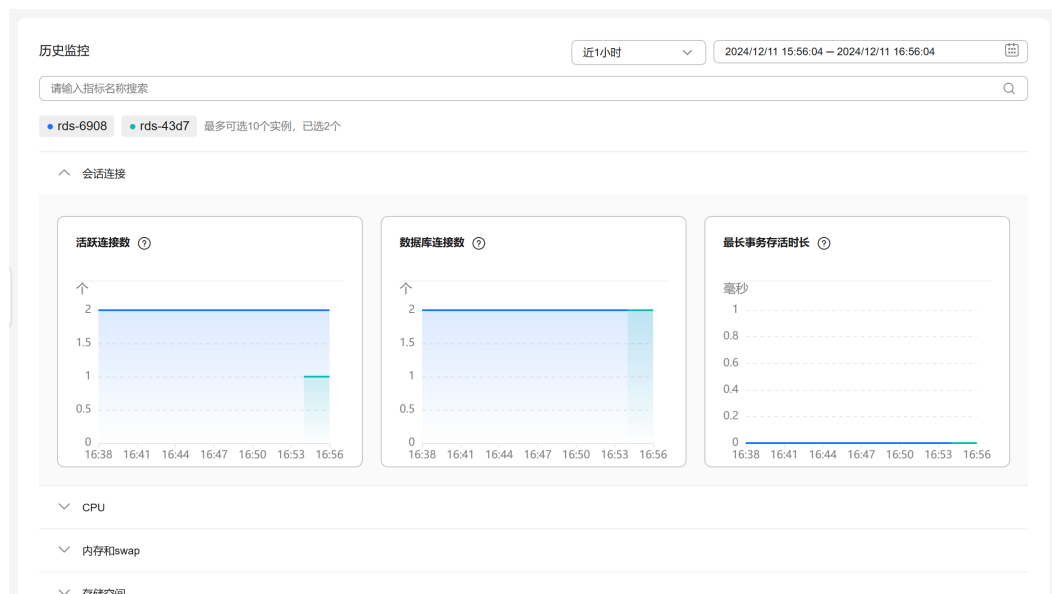 历史监控
近1小时
2024/12/11 15:56:04 — 2024/12/11 16:56:04
请输入指标名称搜索
rds-6908 rds-43d7 最多可选10个实例，已选2个
会话连接
活跃连接数 ?
个
2
1.5
1
0.5
0
16:38 16:41 16:44 16:47 16:50 16:53 16:56
数据库连接数 ?
个
2
1.5
1
0.5
0
16:38 16:41 16:44 16:47 16:50 16:53 16:56
最长事务存活时长 ?
毫秒
1
0.8
0.6
0.4
0.2
0
16:38 16:41 16:44 16:47 16:50 16:53 16:56
CPU
内存和swap
存储空间